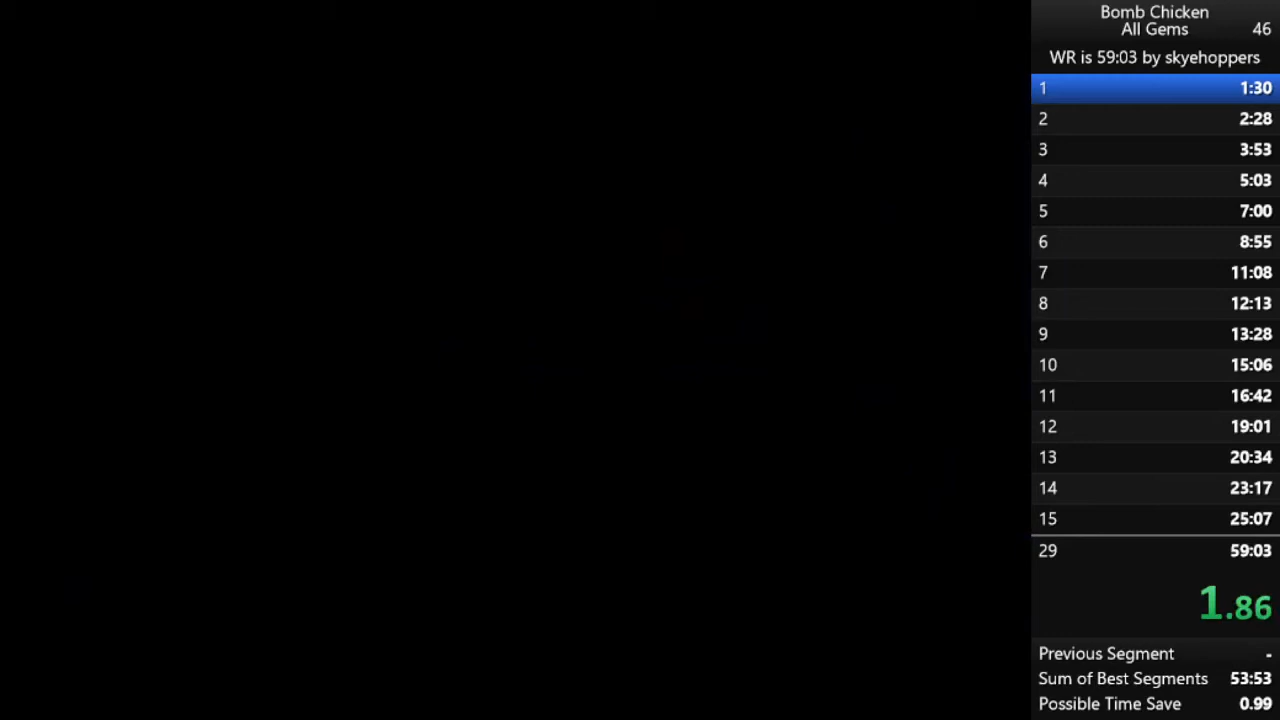 Bomb Chicken
All Gems 46
WR is 59:03 by skyehoppers
1 1:30
2 2:28
3 3:53
4 5:03
5 7:00
6 8:55
7 11:08
8 12:13
9 13:28
10 15:06
11 16:42
12 19:01
13 20:34
14 23:17
15 25:07
29 59:03
1.86
Previous Segment -
Sum of Best Segments 53:53
Possible Time Save 0.99